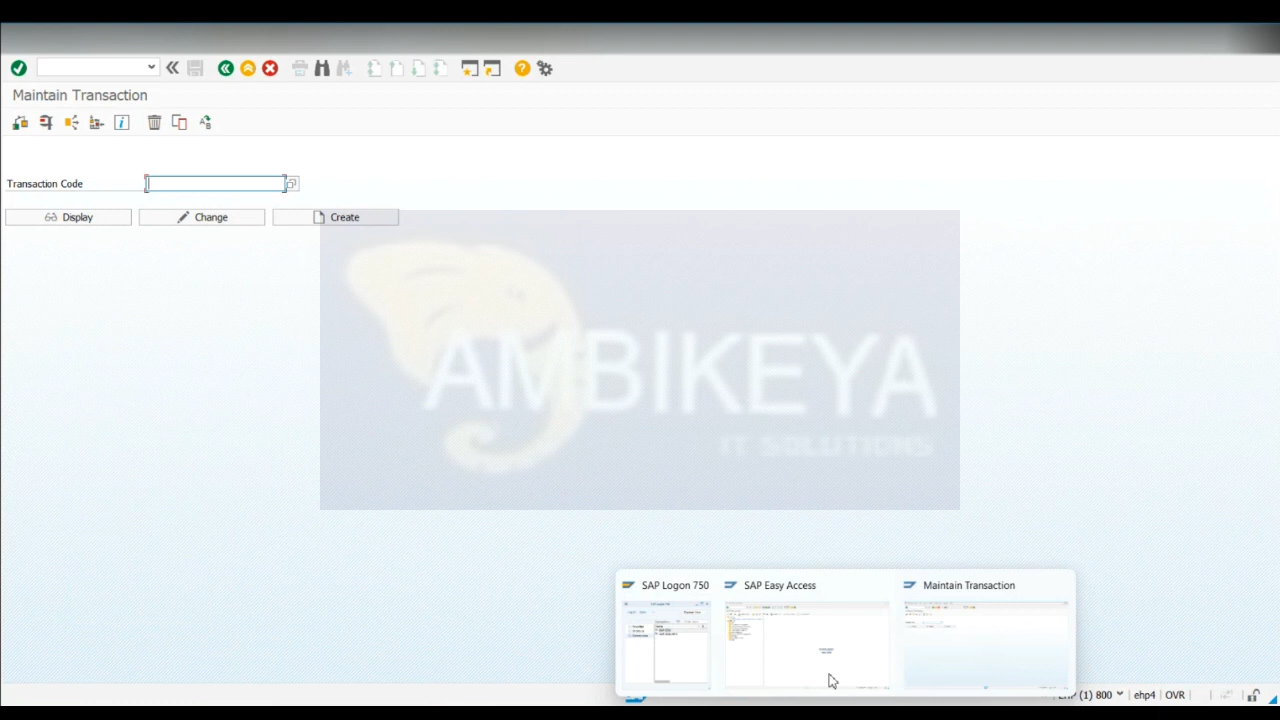 Maintain Transaction
Transaction Code
Display
Change
Create
AMBIKEYA
IT SOLUTIONS
SAP Logon 750
SAP Easy Access
Maintain Transaction
(1) 800
ehp4
OVR